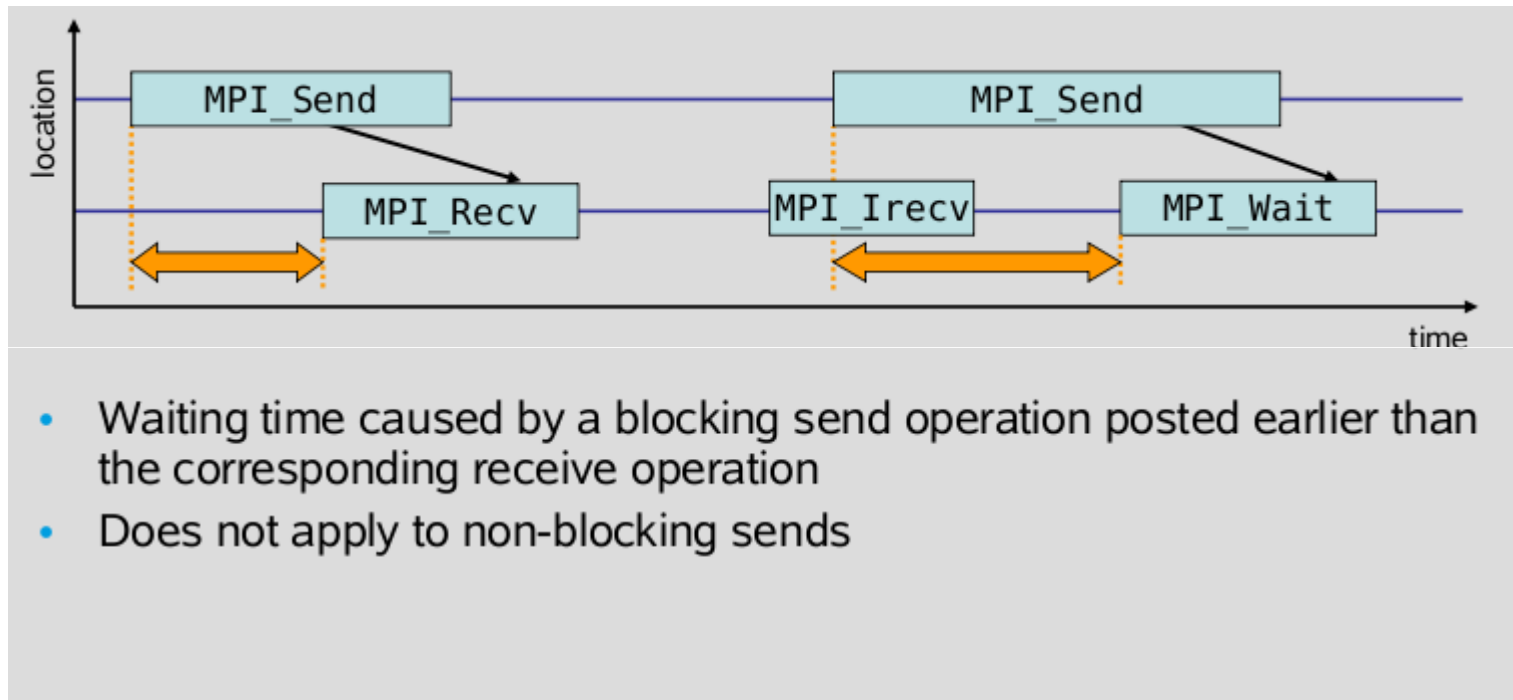 location
MPI_Send
MPI_Send
MPI_Recv
MPI_Irecv
MPI_Wait
time
• Waiting time caused by a blocking send operation posted earlier than
the corresponding receive operation
• Does not apply to non-blocking sends